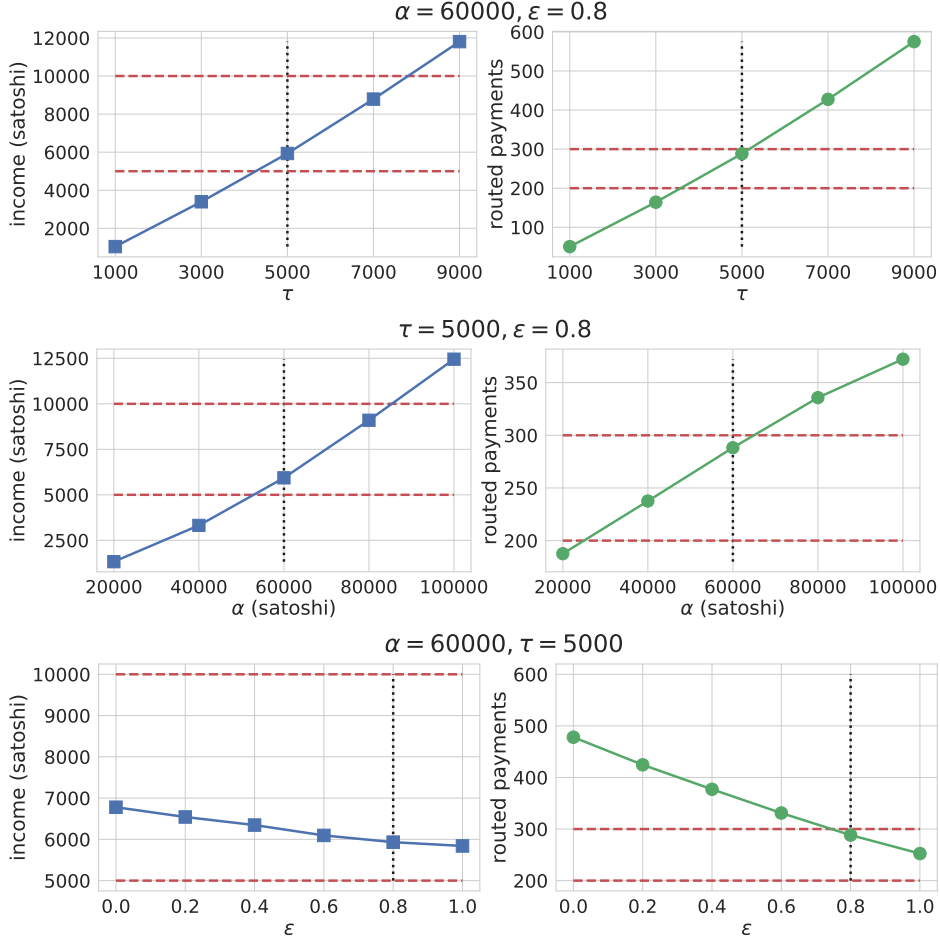 α = 60000, ε = 0.8
income (satoshi)
12000
10000
8000
6000
4000
2000
1000 3000 5000 7000 9000
τ
routed payments
600
500
400
300
200
100
1000 3000 5000 7000 9000
τ
τ = 5000, ε = 0.8
income (satoshi)
12500
10000
7500
5000
2500
20000 40000 60000 80000 100000
α (satoshi)
routed payments
350
300
250
200
20000 40000 60000 80000 100000
α (satoshi)
α = 60000, τ = 5000
income (satoshi)
10000
9000
8000
7000
6000
5000
0.0 0.2 0.4 0.6 0.8 1.0
ε
routed payments
600
500
400
300
200
0.0 0.2 0.4 0.6 0.8 1.0
ε